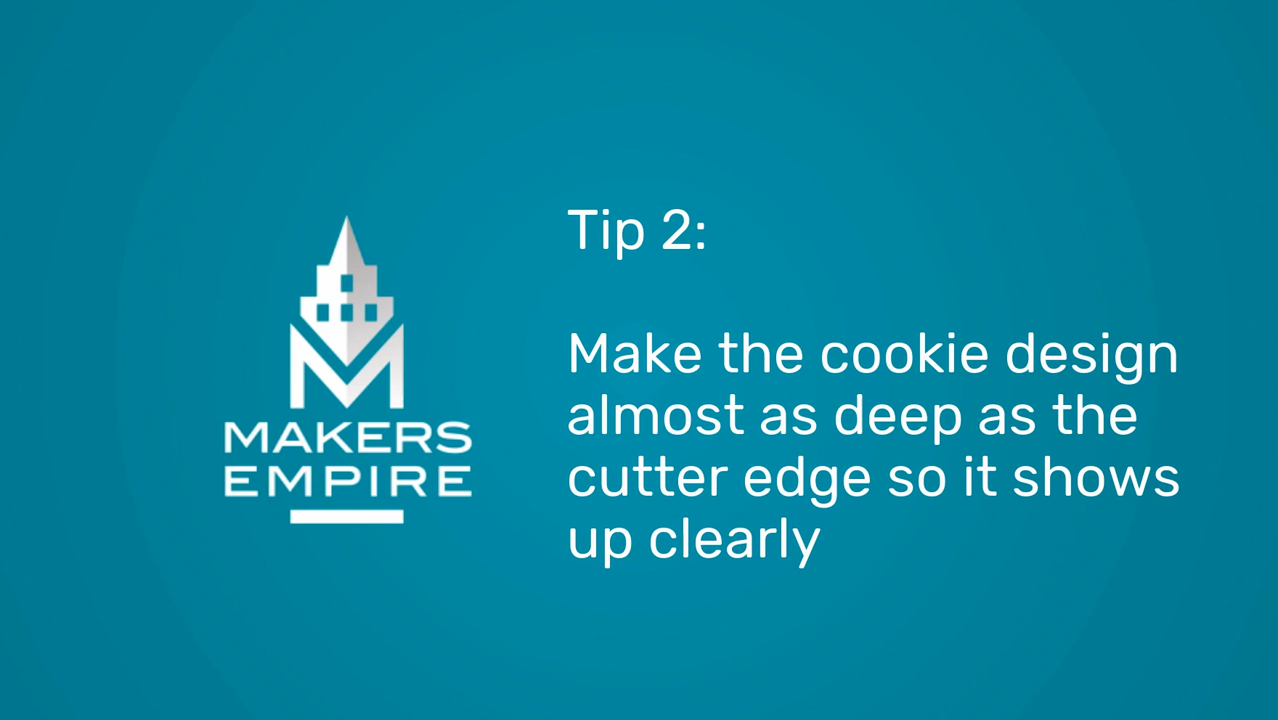 MAKERS
EMPIRE
Tip 2:
Make the cookie design
almost as deep as the
cutter edge so it shows
up clearly